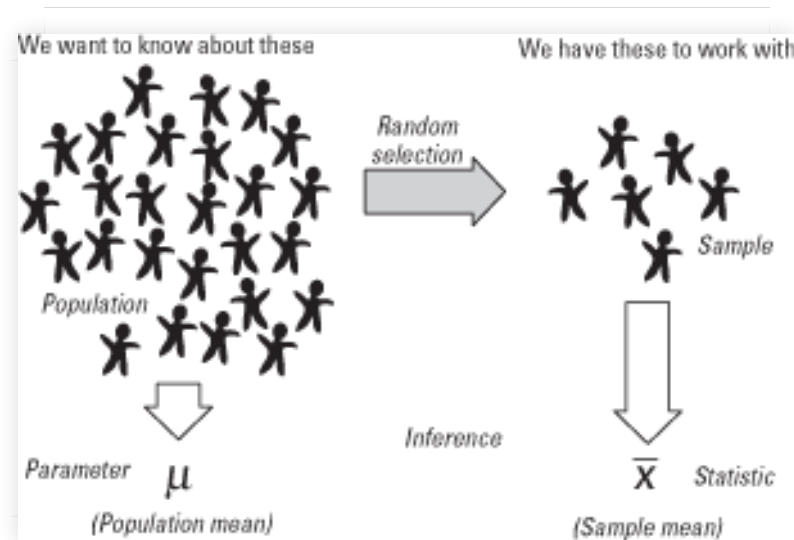 We want to know about these
We have these to work with
Random
selection
Sample
Population
Inference
Parameter μ
x̄ Statistic
(Population mean)
(Sample mean)